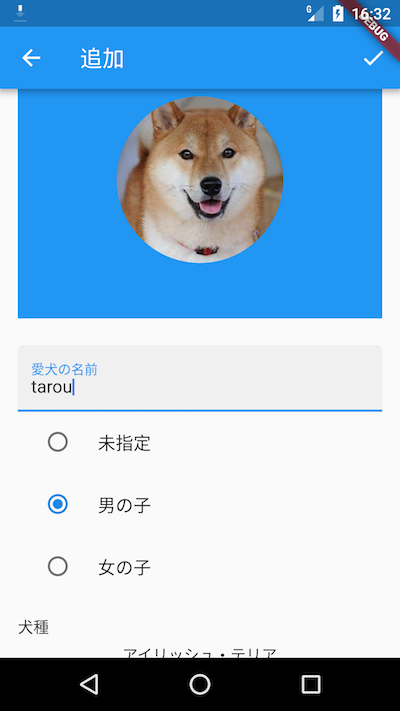 G 16:32
DEBUG
追加
愛犬の名前
tarou
未指定
男の子
女の子
犬種
アイリッシュ・テリア